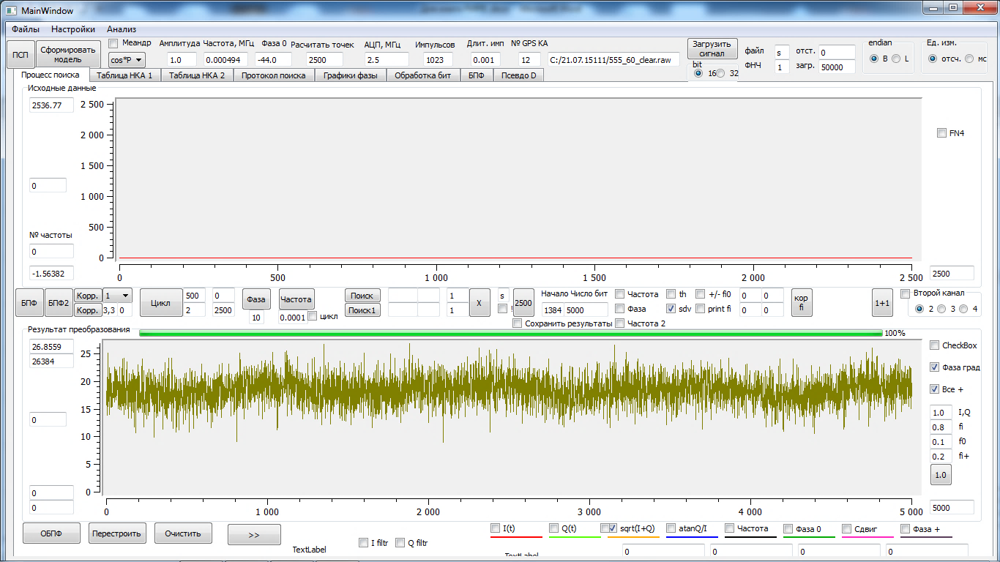 MainWindow
Файлы Настройки Анализ
ПСП
Сформировать модель
Меандр Амплитуда Частота, МГц Фаза 0 Расчитать точек АЦП, МГц Импульсов Длит. имп № GPS КА
cos*P 1.0 0.000494 -44.0 2500 2.5 1023 0.001 12 C:/21.07.15111/555_60_clear.raw
Загрузить сигнал
bit
16 32
файл s отст. 0
ФНЧ 1 загр. 50000
endian
B L
Ед. изм.
отсч. мс
Процесс поиска Таблица НКА 1 Таблица НКА 2 Протокол поиска Графики фазы Обработка бит БПФ Псевдо D
Исходные данные
2536.77
0
№ частоты
0
-1.56382
2 500
2 000
1 500
1 000
500
0
0 500 1 000 1 500 2 000 2 500
FN4
2500
БПФ БПФ2
Корр. 1
Корр. 3,3 0
Цикл
500 0
2 2500
Фаза
10
Частота
0.0001 цикл
Поиск
Поиск1
1
1
X
s
!
2500
Начало Число бит
1384 5000
Сохранить результаты
Частота th +/- fi0 0 0
Фаза sdv print fi 0 0
Частота 2
кор fi
1+1
Второй канал
2 3 4
Результат преобразования
100%
26.8559
26384
0
0
0
25
20
15
10
5
0
0 1 000 2 000 3 000 4 000 5 000
CheckBox
Фаза град
Все +
1.0 I,Q
0.8 fi
0.1 f0
0.2 fi+
1.0
5000
ОБПФ Перестроить Очистить >>
TextLabel
I filtr Q filtr
I(t) Q(t) sqrt(I+Q) atanQ/I Частота Фаза 0 Сдвиг Фаза +
TextLabel
0 0 0 0